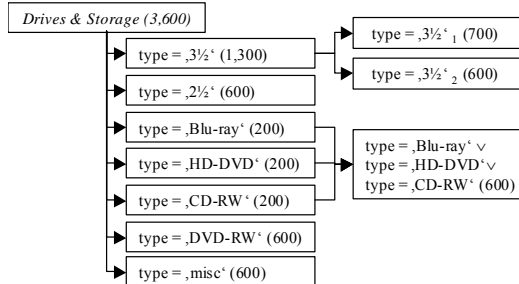 Drives & Storage (3,600)
type = ‚3½‘ (1,300)
type = ‚2½‘ (600)
type = ‚Blu-ray‘ (200)
type = ‚HD-DVD‘ (200)
type = ‚CD-RW‘ (200)
type = ‚DVD-RW‘ (600)
type = ‚misc‘ (600)
type = ‚3½‘ 1 (700)
type = ‚3½‘ 2 (600)
type = ‚Blu-ray‘ ∨
type = ‚HD-DVD‘ ∨
type = ‚CD-RW‘ (600)